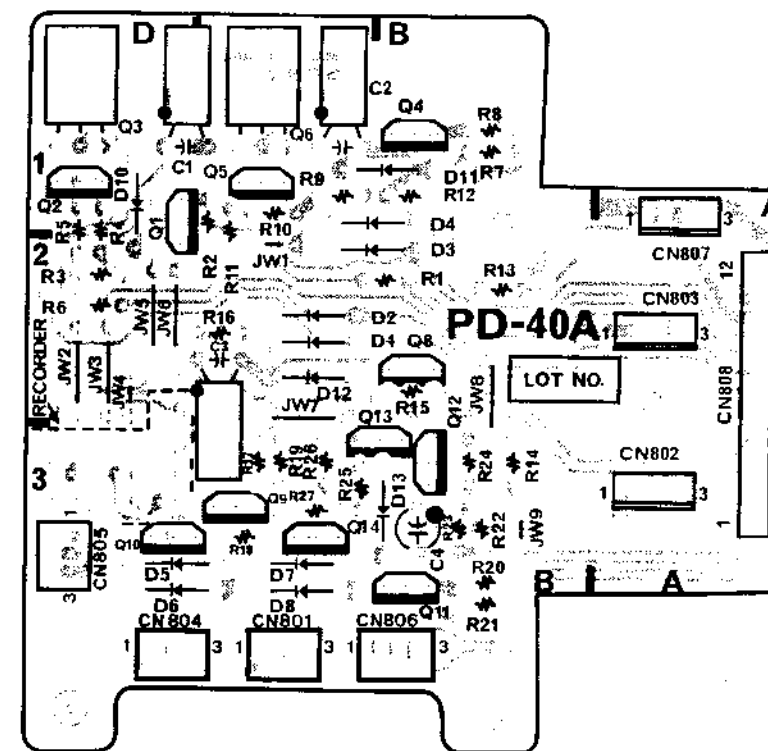 D
B
C2
Q4
R8
Q3
Q6
1
C1
Q5
D10
R9
D11
R7
R12
Q2
Q1
R5
R4
R10
D4
1
3
A
2
R2
D3
CN807
JW1
R3
R11
R1
R13
12
CN803
R6
JW5
JW6
R16
D2
PD-40A
1
3
D1
Q8
JW2
JW3
JW4
RECORDER
D12
LOT NO.
JW8
CN808
R15
JW7
Q12
Q13
3
R19
R26
R24
R14
CN802
R25
D13
1
3
1
Q9
R27
CN805
Q10
Q14
R22
JW9
1
R18
C4
D5
D7
R20
B
A
3
D6
D8
Q11
R21
CN804
CN801
CN806
1
3
1
3
1
3